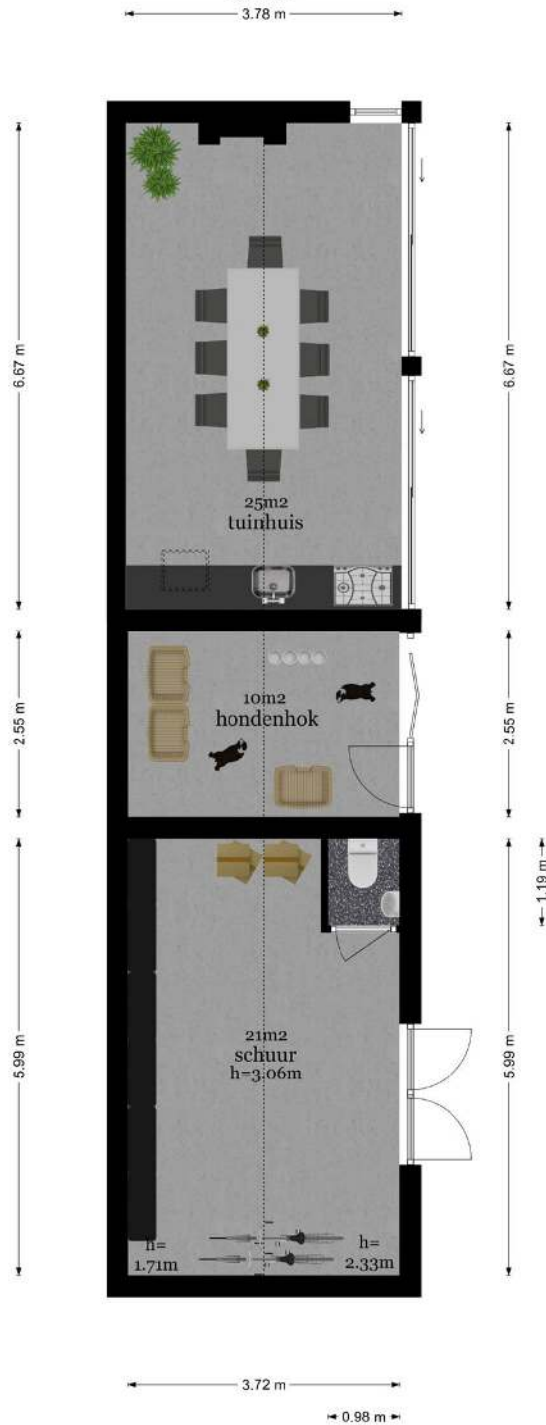 3.78 m
6.67 m
6.67 m
25m2
tuinhuis
10m2
hondenhok
2.55 m
2.55 m
1.19 m
21m2
schuur
h=3.06m
5.99 m
5.99 m
h=
1.71m
h=
2.33m
3.72 m
0.98 m